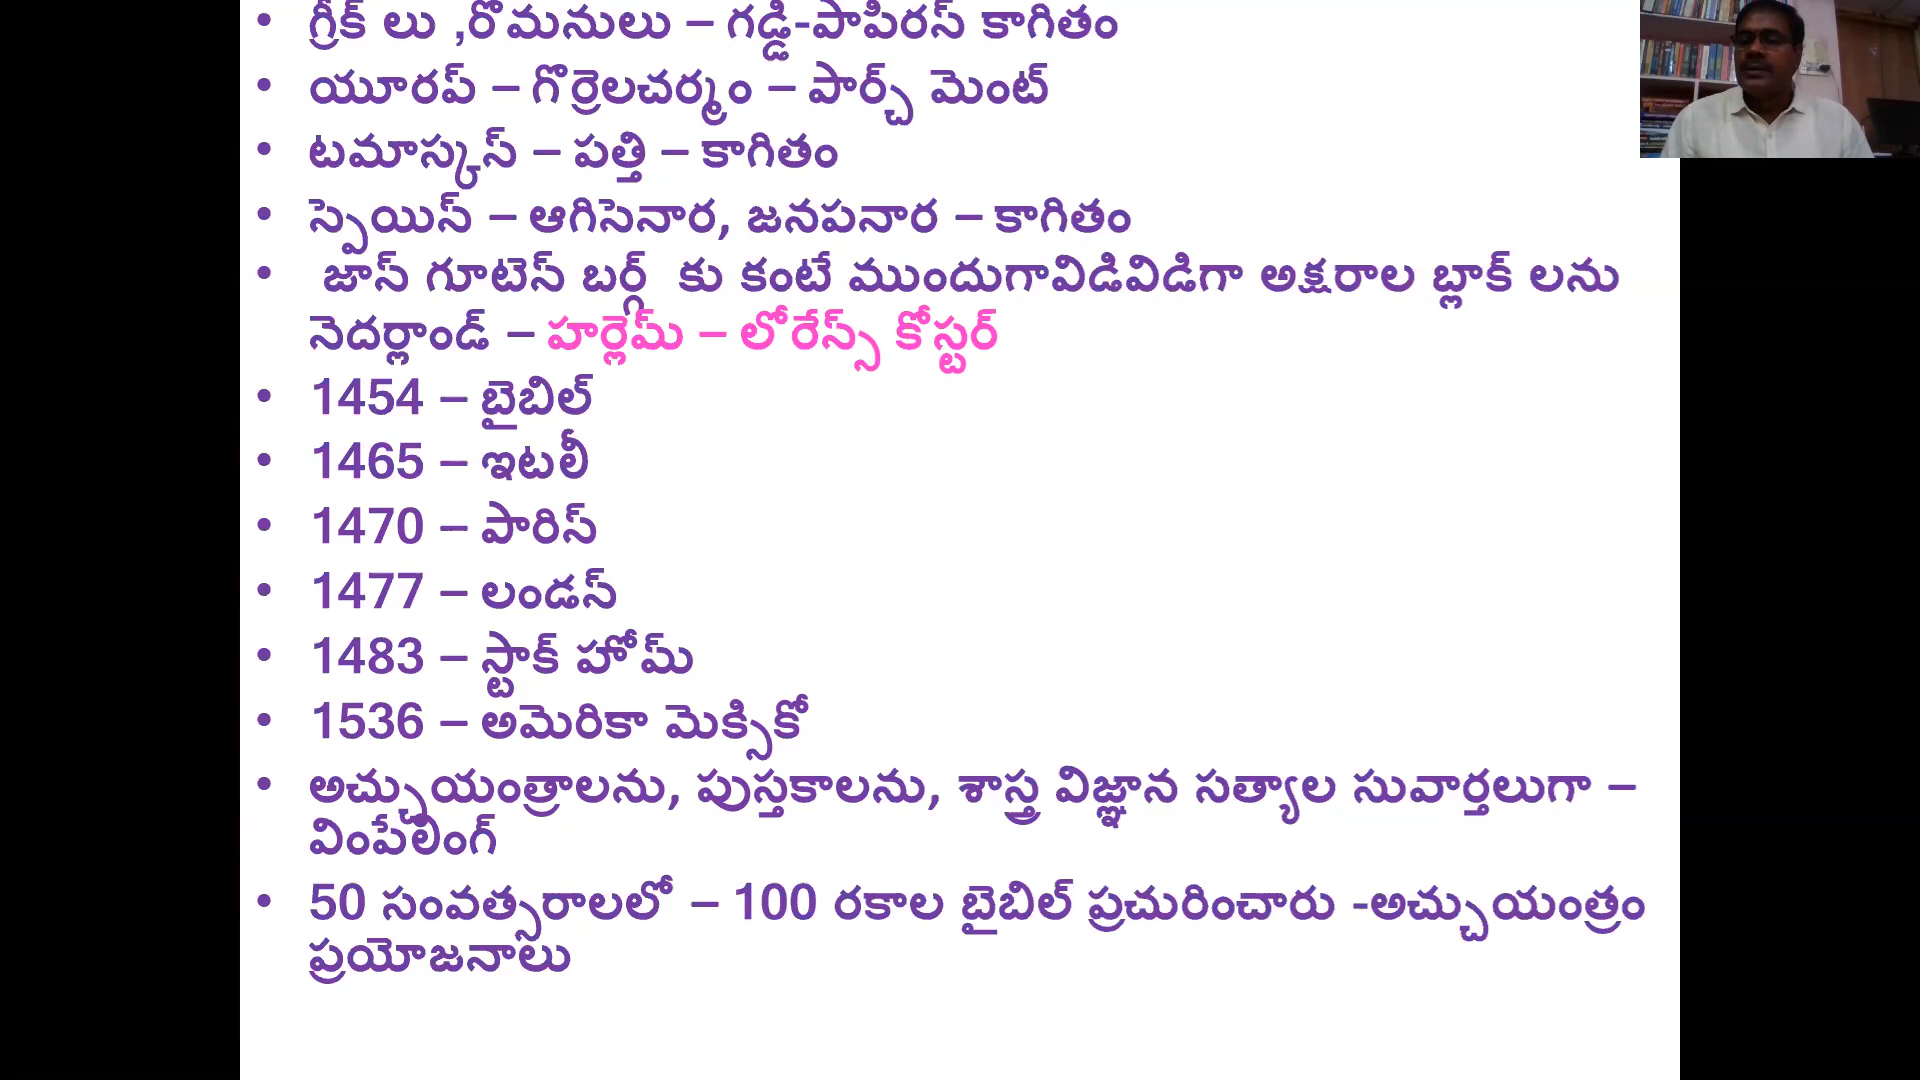 • గ్రీక్ లు ,రోమనులు – గడ్డి-పాపిరస్ కాగితం
• యూరప్ – గొర్రెలచర్మం – పార్చ్ మెంట్
• టమాస్కస్ – పత్తి – కాగితం
• స్పెయిన్ – ఆగిసెనార, జనపనార – కాగితం
• జాన్ గూటెన్ బర్గ్ కు కంటే ముందుగావిడివిడిగా అక్షరాల బ్లాక్ లను
నెదర్లాండ్ – హర్లెమ్ – లోరేన్స్ కోస్టర్
• 1454 – బైబిల్
• 1465 – ఇటలీ
• 1470 – పారిస్
• 1477 – లండన్
• 1483 – స్టాక్ హోమ్
• 1536 – అమెరికా మెక్సికో
• అచ్చుయంత్రాలను, పుస్తకాలను, శాస్త్ర విజ్ఞాన సత్యాల సువార్తలుగా –
వింపేలింగ్
• 50 సంవత్సరాలలో – 100 రకాల బైబిల్ ప్రచురించారు -అచ్చుయంత్రం
ప్రయోజనాలు